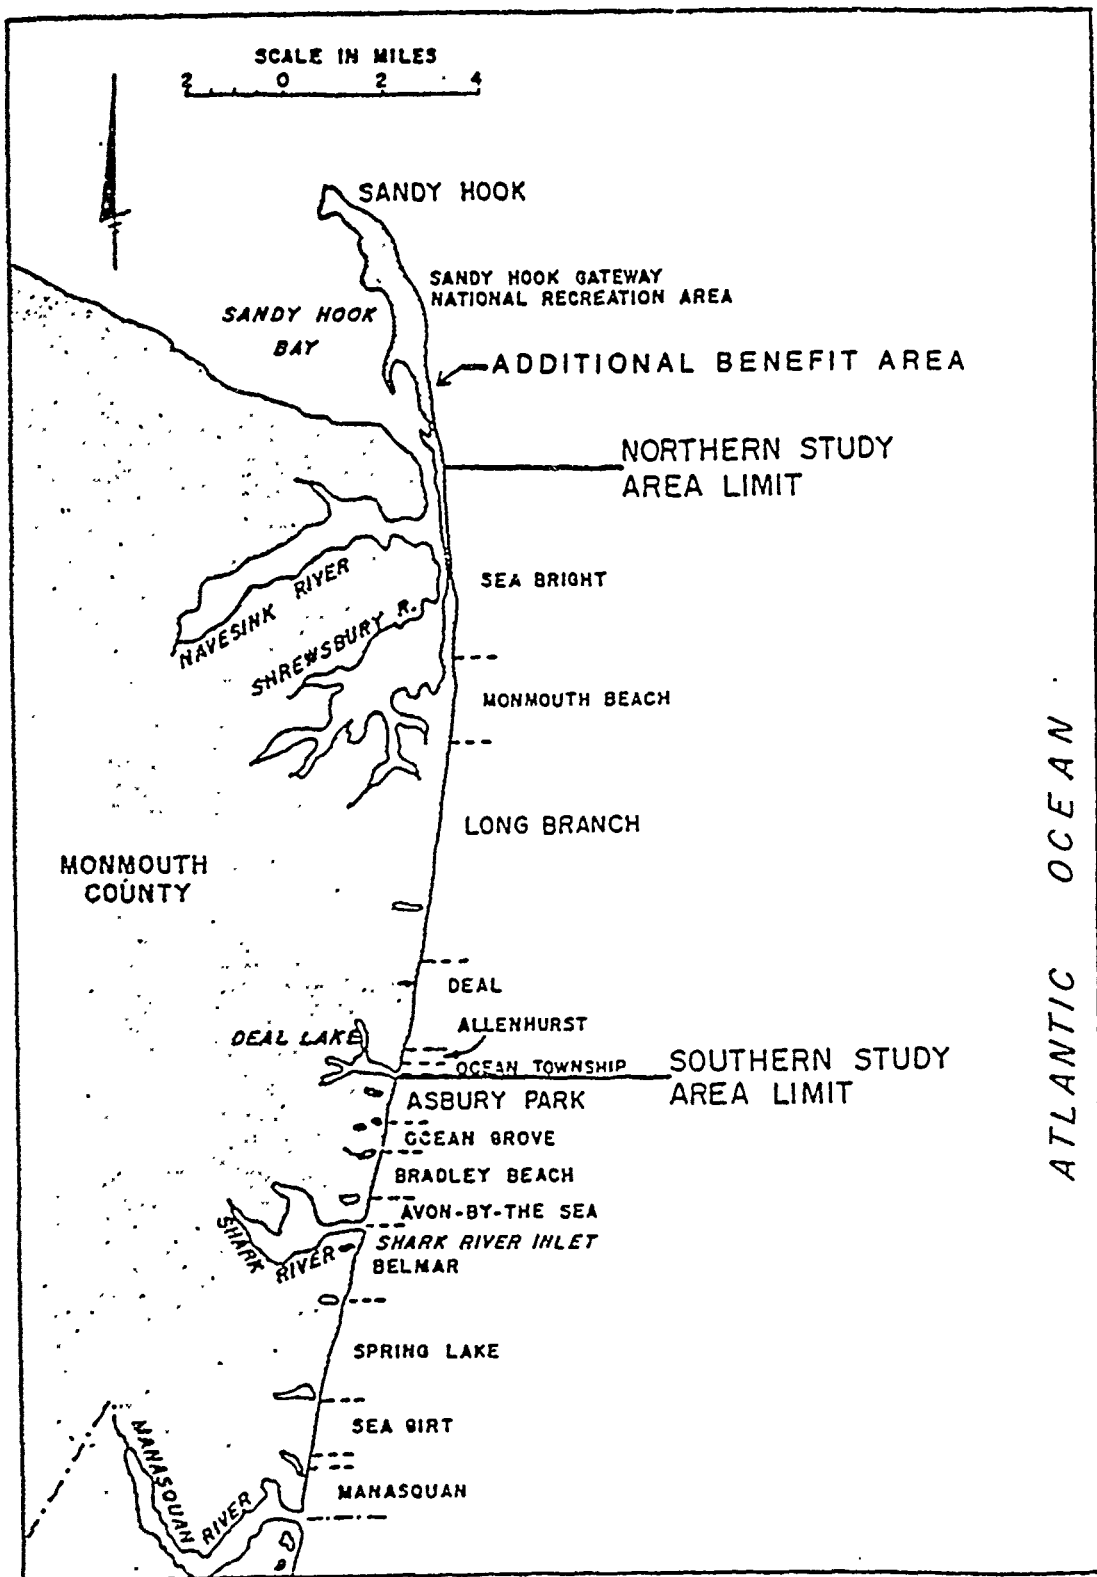 SCALE IN MILES
2 0 2 4
SANDY HOOK
SANDY HOOK GATEWAY
NATIONAL RECREATION AREA
SANDY HOOK
BAY
ADDITIONAL BENEFIT AREA
NORTHERN STUDY
AREA LIMIT
SEA BRIGHT
NAVESINK RIVER
SHREWSBURY R.
MONMOUTH BEACH
LONG BRANCH
MONMOUTH
COUNTY
ATLANTIC OCEAN
DEAL
ALLENHURST
DEAL LAKE
OCEAN TOWNSHIP
SOUTHERN STUDY
AREA LIMIT
ASBURY PARK
OCEAN GROVE
BRADLEY BEACH
AVON-BY-THE SEA
SHARK RIVER
SHARK RIVER INLET
BELMAR
SPRING LAKE
SEA GIRT
MANASQUAN
MANASQUAN RIVER